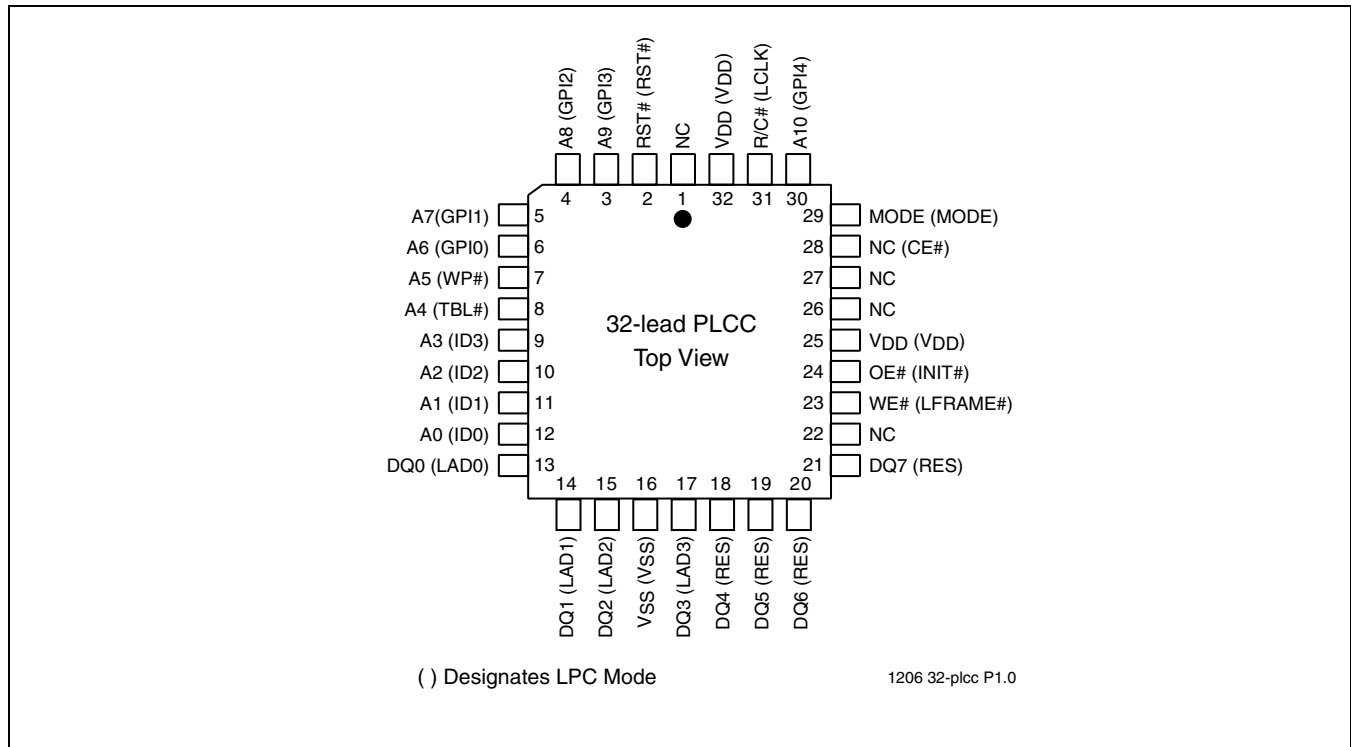 A8 (GPI2)
A9 (GPI3)
RST# (RST#)
NC
VDD (VDD)
R/C# (LCLK)
A10 (GPI4)
4
3
2
1
32
31
30
A7(GPI1)
5
A6 (GPI0)
6
A5 (WP#)
7
A4 (TBL#)
8
A3 (ID3)
9
A2 (ID2)
10
A1 (ID1)
11
A0 (ID0)
12
DQ0 (LAD0)
13
32-lead PLCC
Top View
29
MODE (MODE)
28
NC (CE#)
27
NC
26
NC
25
VDD (VDD)
24
OE# (INIT#)
23
WE# (LFRAME#)
22
NC
21
DQ7 (RES)
14
15
16
17
18
19
20
DQ1 (LAD1)
DQ2 (LAD2)
VSS (VSS)
DQ3 (LAD3)
DQ4 (RES)
DQ5 (RES)
DQ6 (RES)
( ) Designates LPC Mode
1206 32-plcc P1.0